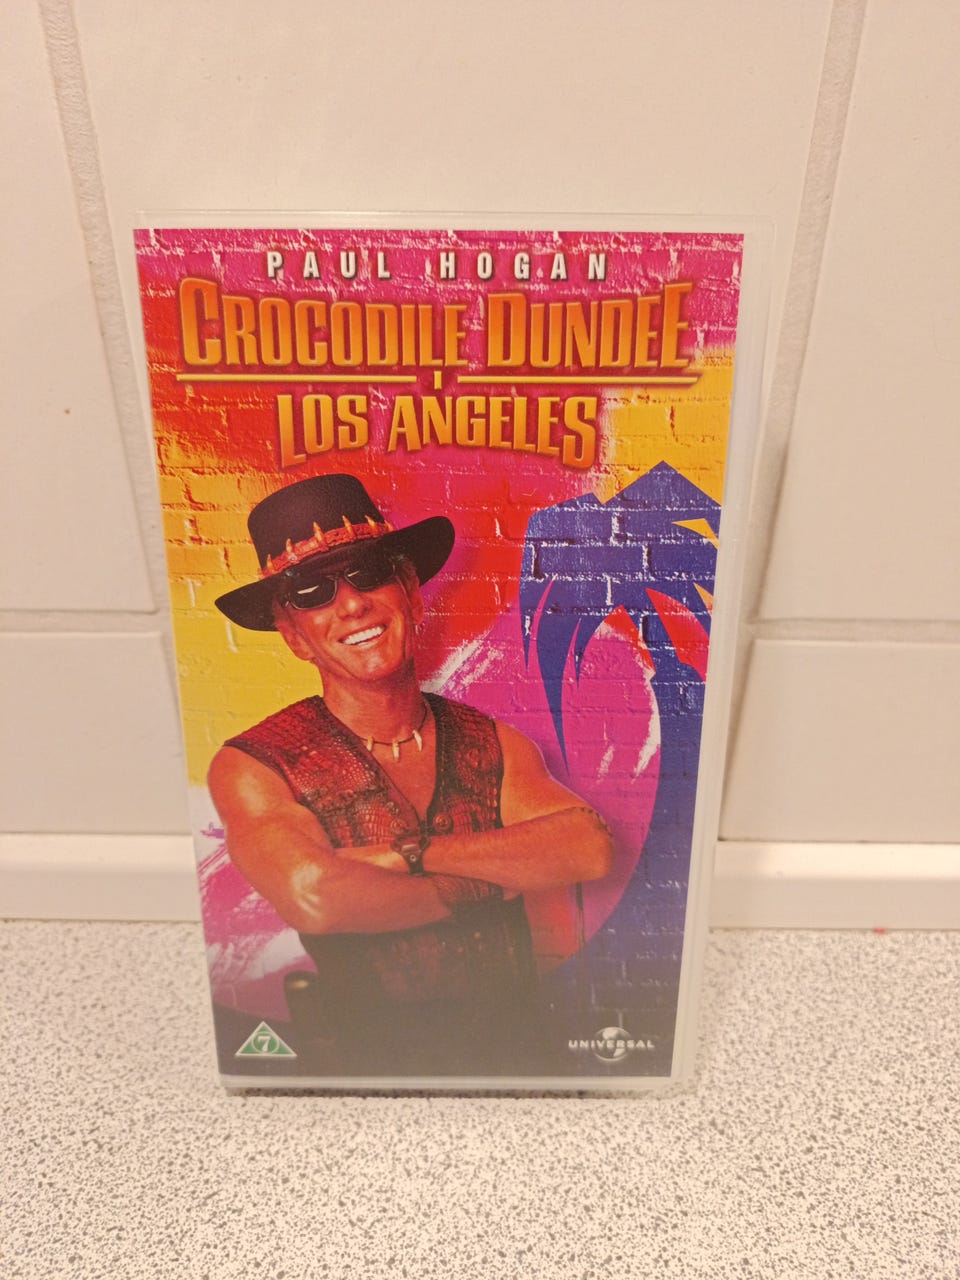 PAUL HOGAN
CROCODILE DUNDEE
I
LOS ANGELES
7
UNIVERSAL